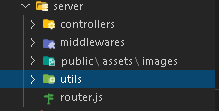 server
controllers
middlewares
public\assets\images
utils
router.js